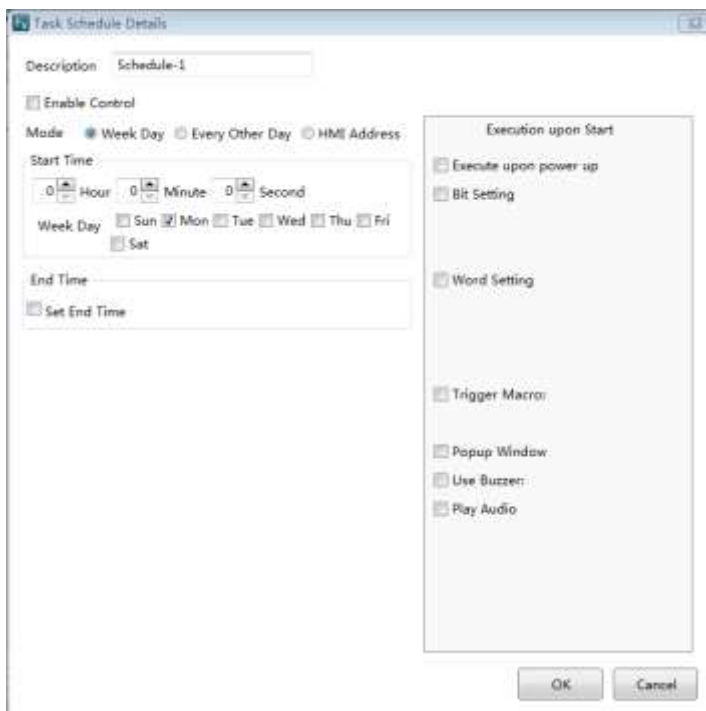 Task Schedule Details
Description Schedule-1
Enable Control
Mode Week Day Every Other Day HMI Address
Start Time
0 Hour 0 Minute 0 Second
Week Day Sun Mon Tue Wed Thu Fri
Sat
End Time
Set End Time
Execution upon Start
Execute upon power up
Bit Setting
Word Setting
Trigger Macro:
Popup Window
Use Buzzer:
Play Audio
OK Cancel